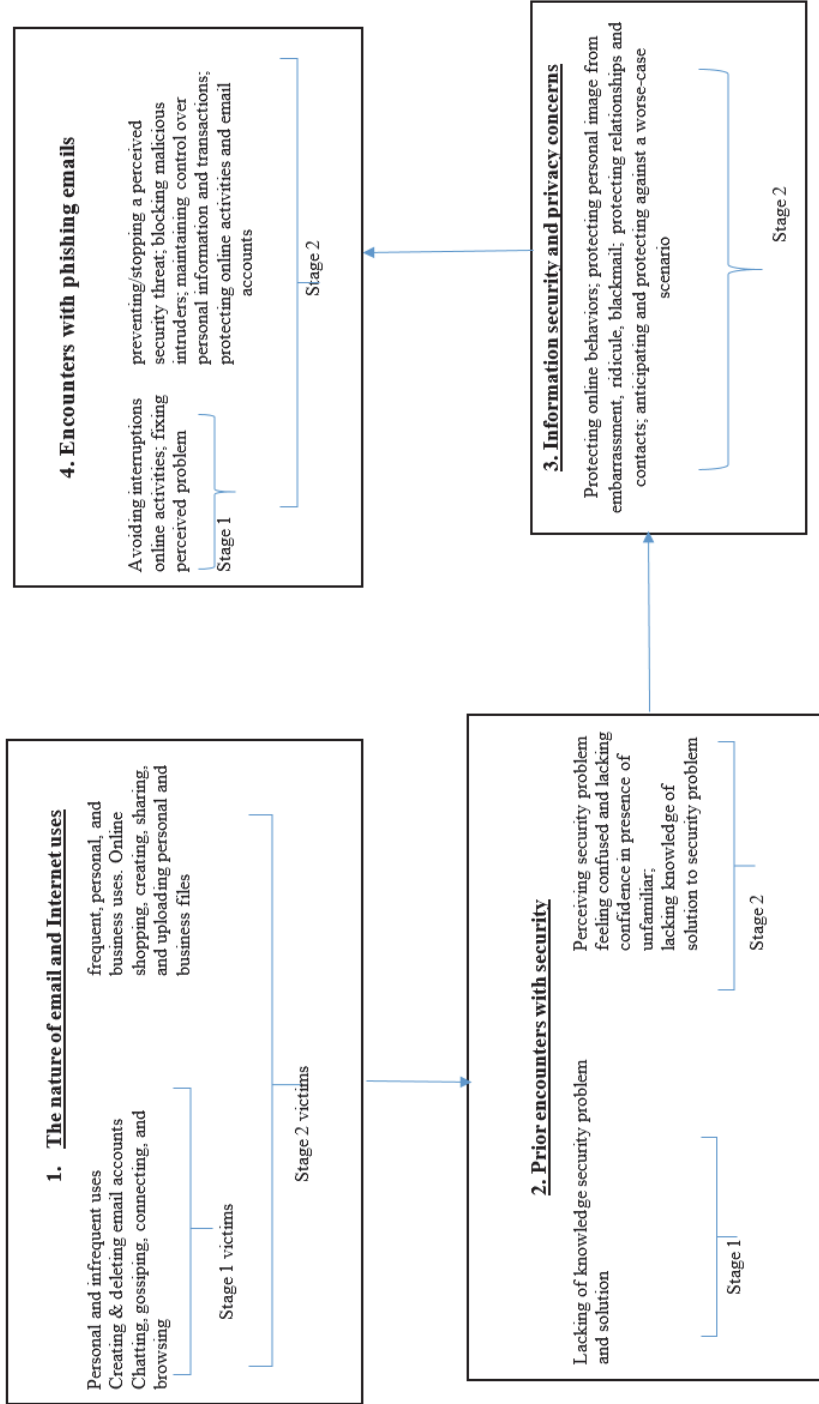 1. The nature of email and Internet uses
Personal and infrequent uses
Creating & deleting email accounts
Chatting, gossiping, connecting, and
browsing
Stage 1 victims
frequent, personal, and
business uses. Online
shopping, creating, sharing,
and uploading personal and
business files
Stage 2 victims
2. Prior encounters with security
Lacking of knowledge security problem
and solution
Stage 1
Perceiving security problem
feeling confused and lacking
confidence in presence of
unfamiliar;
lacking knowledge of
solution to security problem
Stage 2
3. Information security and privacy concerns
Protecting online behaviors; protecting personal image from
embarrassment, ridicule, blackmail; protecting relationships and
contacts; anticipating and protecting against a worse-case
scenario
Stage 2
4. Encounters with phishing emails
Avoiding interruptions
online activities; fixing
perceived problem
Stage 1
preventing/stopping a perceived
security threat; blocking malicious
intruders; maintaining control over
personal information and transactions;
protecting online activities and email
accounts
Stage 2